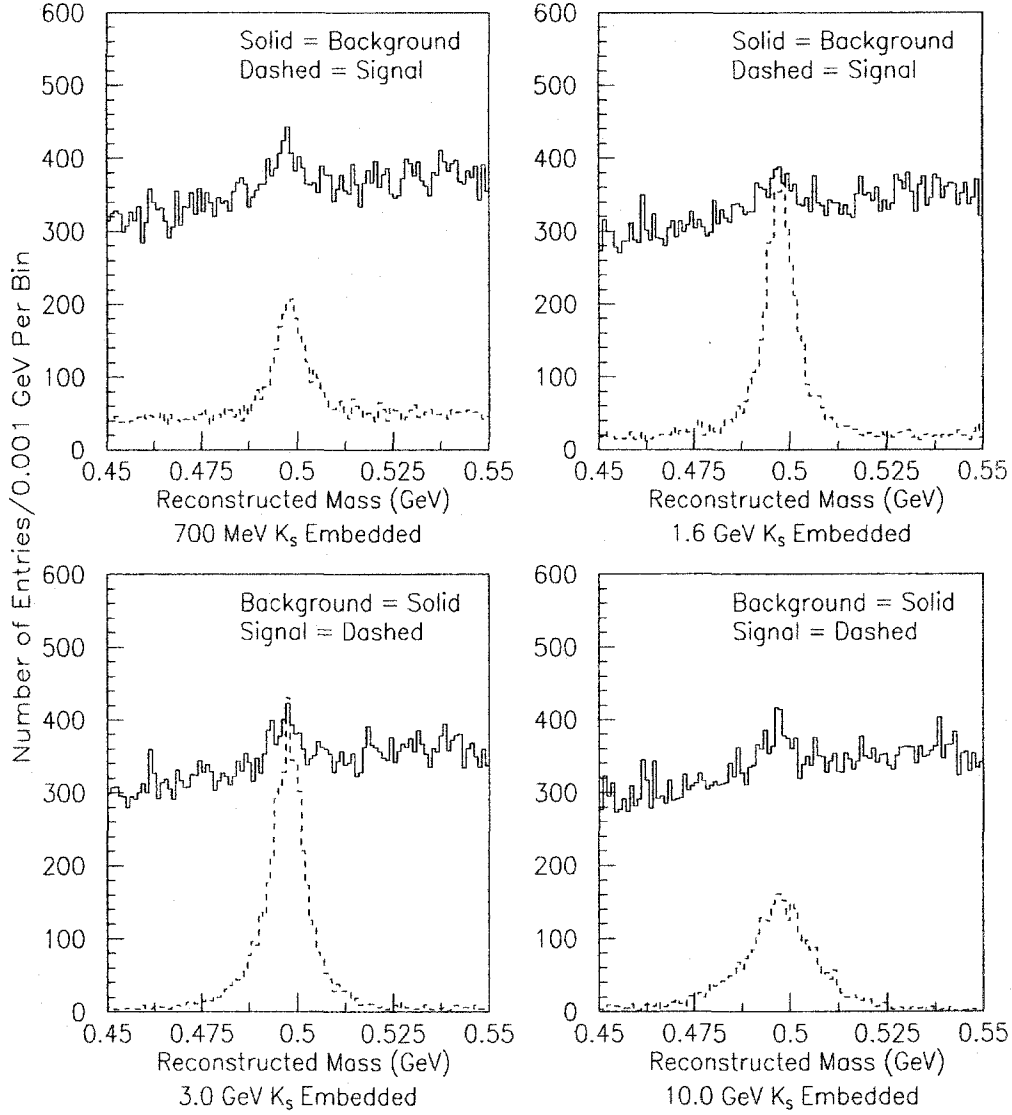 Number of Entries/0.001 GeV Per Bin
600
500
400
300
200
100
0
Solid = Background
Dashed = Signal
0.45 0.475 0.5 0.525 0.55
Reconstructed Mass (GeV)
700 MeV Kₛ Embedded
600
500
400
300
200
100
0
Solid = Background
Dashed = Signal
0.45 0.475 0.5 0.525 0.55
Reconstructed Mass (GeV)
1.6 GeV Kₛ Embedded
600
500
400
300
200
100
0
Background = Solid
Signal = Dashed
0.45 0.475 0.5 0.525 0.55
Reconstructed Mass (GeV)
3.0 GeV Kₛ Embedded
600
500
400
300
200
100
0
Background = Solid
Signal = Dashed
0.45 0.475 0.5 0.525 0.55
Reconstructed Mass (GeV)
10.0 GeV Kₛ Embedded